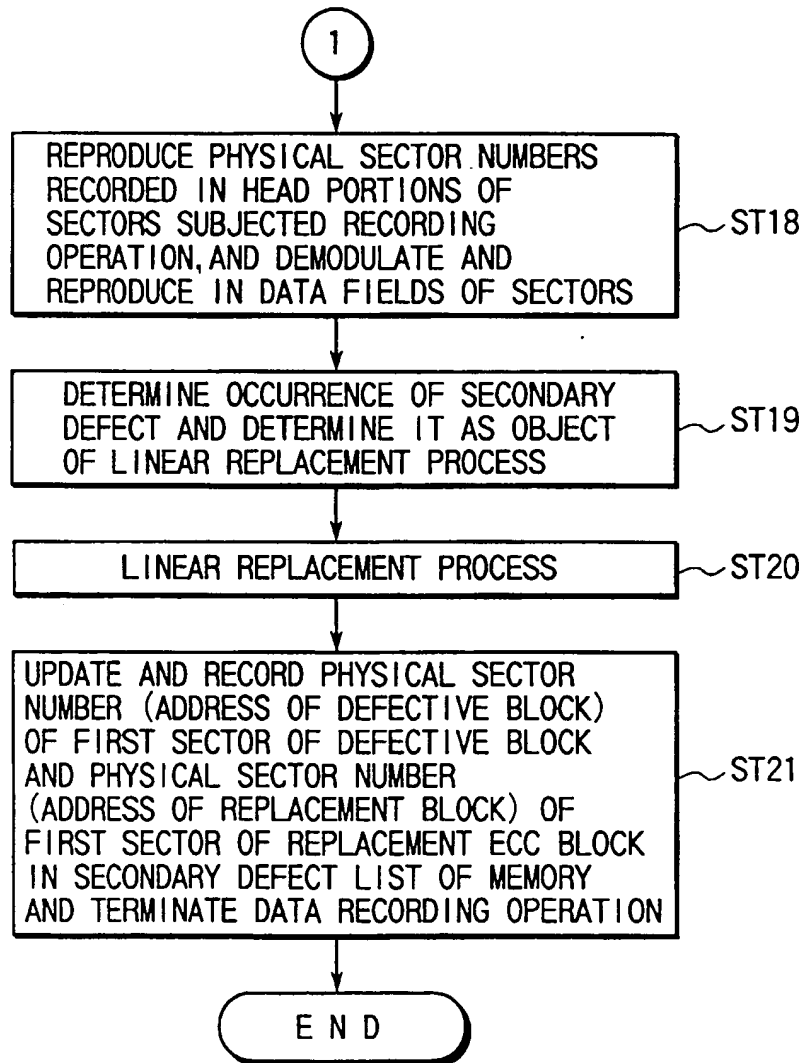 1
REPRODUCE PHYSICAL SECTOR NUMBERS
RECORDED IN HEAD PORTIONS OF
SECTORS SUBJECTED RECORDING
OPERATION, AND DEMODULATE AND
REPRODUCE IN DATA FIELDS OF SECTORS
ST18
DETERMINE OCCURRENCE OF SECONDARY
DEFECT AND DETERMINE IT AS OBJECT
OF LINEAR REPLACEMENT PROCESS
ST19
LINEAR REPLACEMENT PROCESS
ST20
UPDATE AND RECORD PHYSICAL SECTOR
NUMBER (ADDRESS OF DEFECTIVE BLOCK)
OF FIRST SECTOR OF DEFECTIVE BLOCK
AND PHYSICAL SECTOR NUMBER
(ADDRESS OF REPLACEMENT BLOCK) OF
FIRST SECTOR OF REPLACEMENT ECC BLOCK
IN SECONDARY DEFECT LIST OF MEMORY
AND TERMINATE DATA RECORDING OPERATION
ST21
END